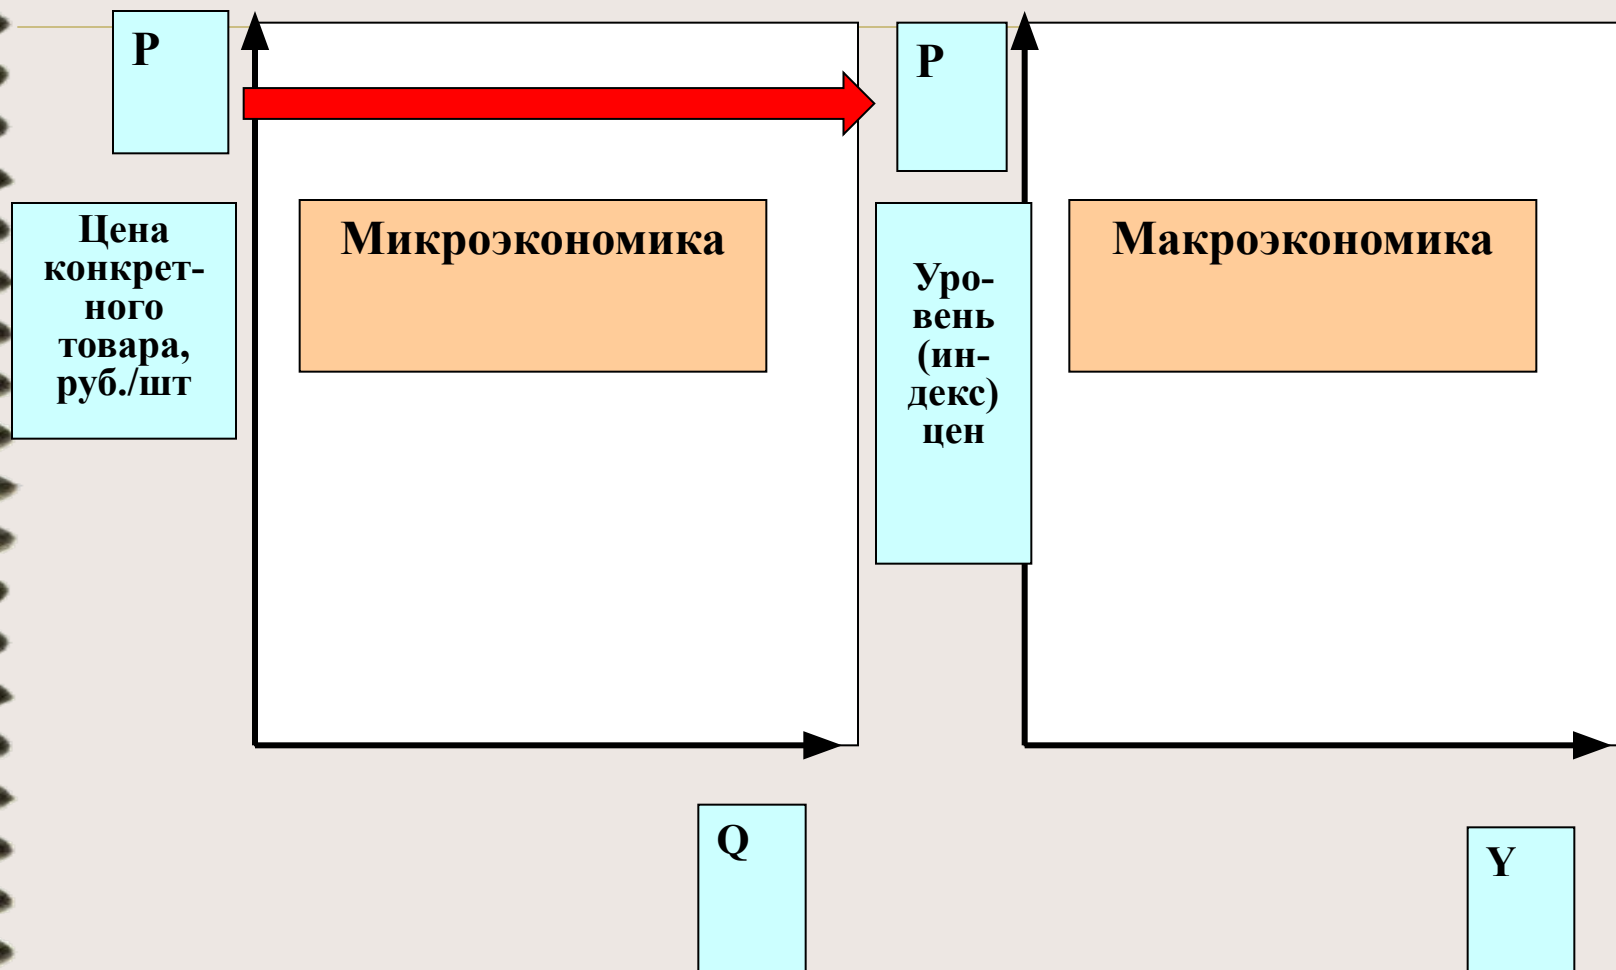 P
P
Цена
конкрет-
ного
товара,
руб./шт
Микроэкономика
Уро-
вень
(ин-
декс)
цен
Макроэкономика
Q
Y